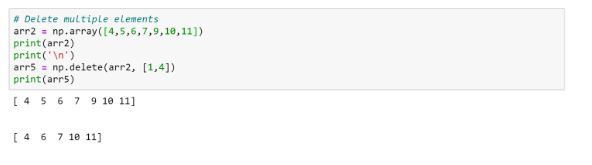 # Delete multiple elements
arr2 = np.array([4,5,6,7,9,10,11])
print(arr2)
print('\n')
arr5 = np.delete(arr2, [1,4])
print(arr5)
[ 4  5  6  7  9 10 11]
[ 4  6  7 10 11]